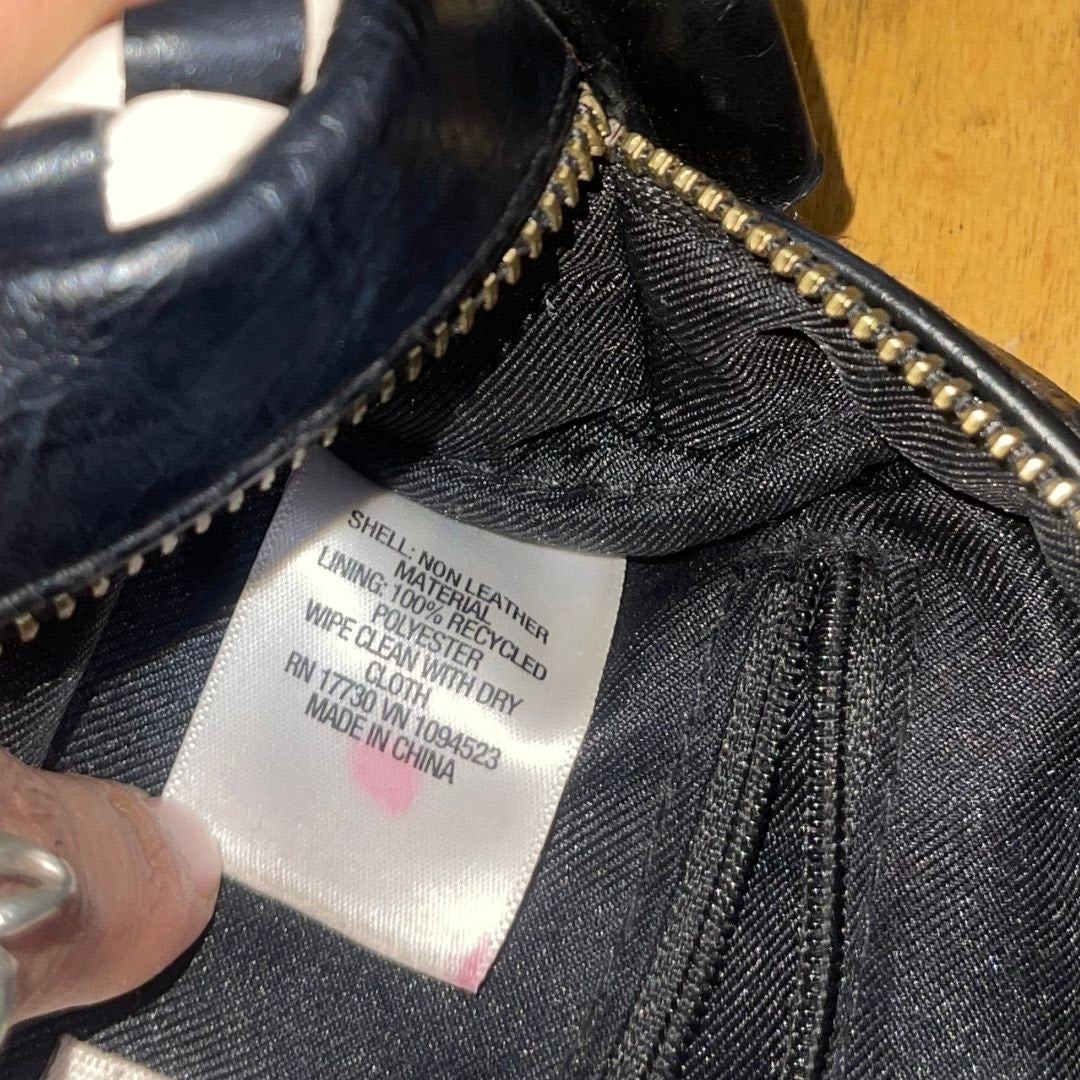 SHELL: NON LEATHER
MATERIAL
LINING: 100% RECYCLED
POLYESTER
WIPE CLEAN WITH DRY
CLOTH
RN 17730 VN 1094523
MADE IN CHINA